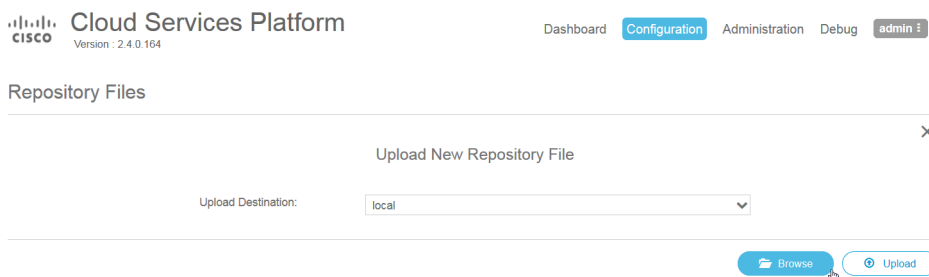 Cloud Services Platform
CISCO
Version : 2.4.0.164
Dashboard Configuration Administration Debug admin
Repository Files
Upload New Repository File
Upload Destination: local
Browse Upload